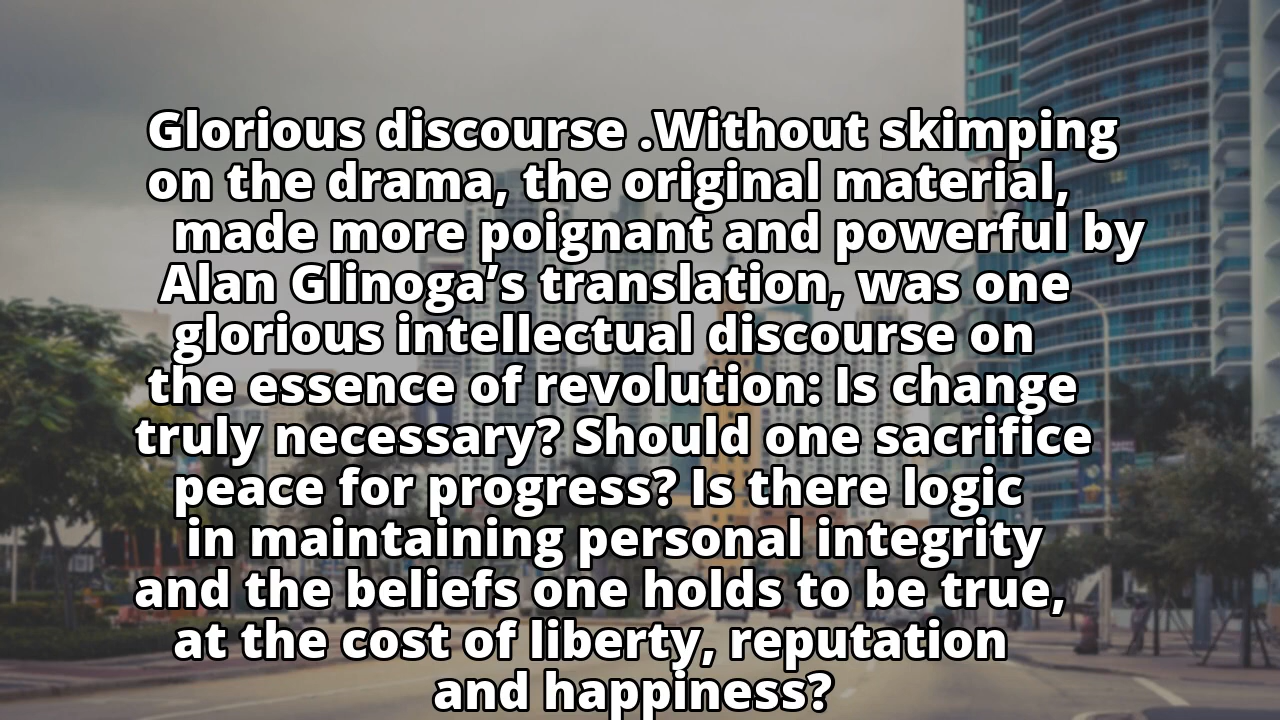 Glorious discourse .Without skimping
on the drama, the original material,
made more poignant and powerful by
Alan Glinoga’s translation, was one
glorious intellectual discourse on
the essence of revolution: Is change
truly necessary? Should one sacrifice
peace for progress? Is there logic
in maintaining personal integrity
and the beliefs one holds to be true,
at the cost of liberty, reputation
and happiness?